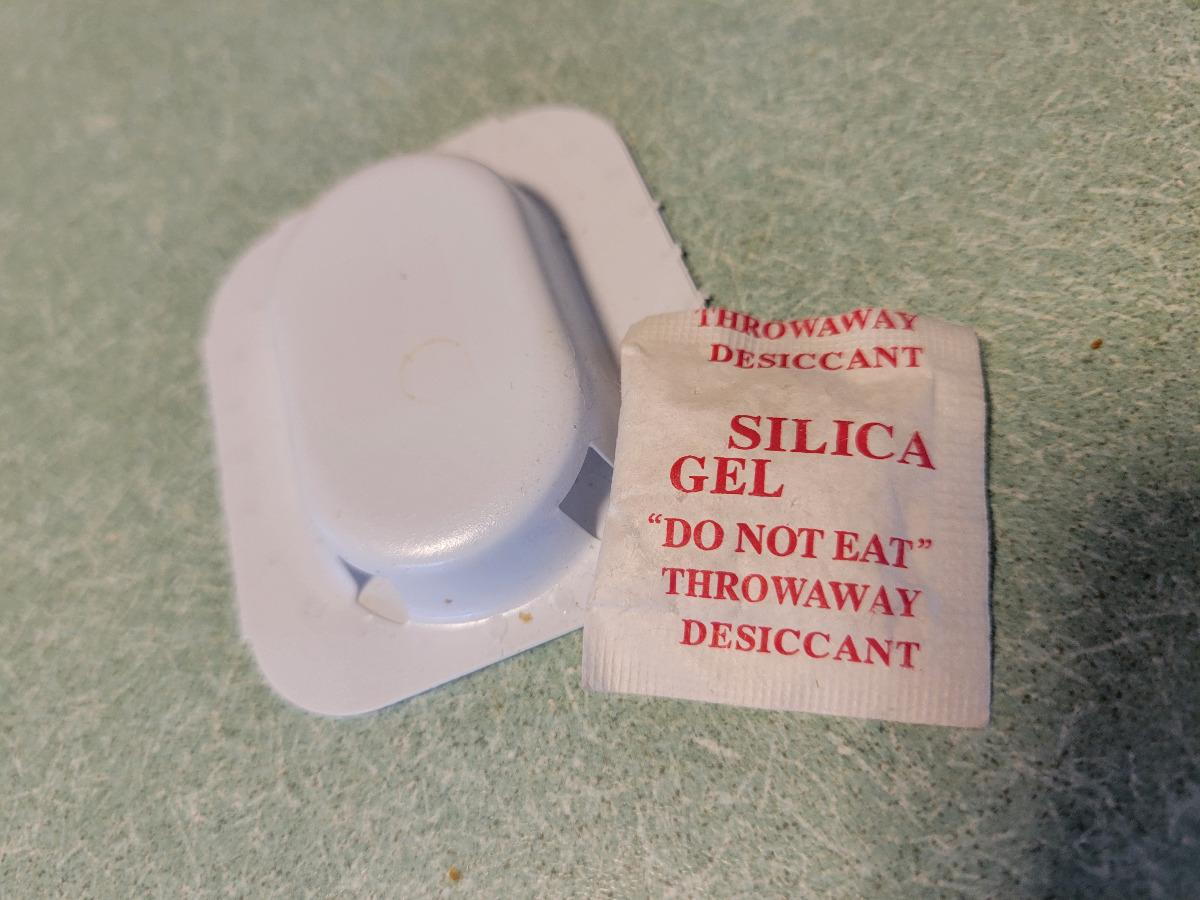 THROWAWAY
DESICCANT
SILICA
GEL
“DO NOT EAT”
THROWAWAY
DESICCANT